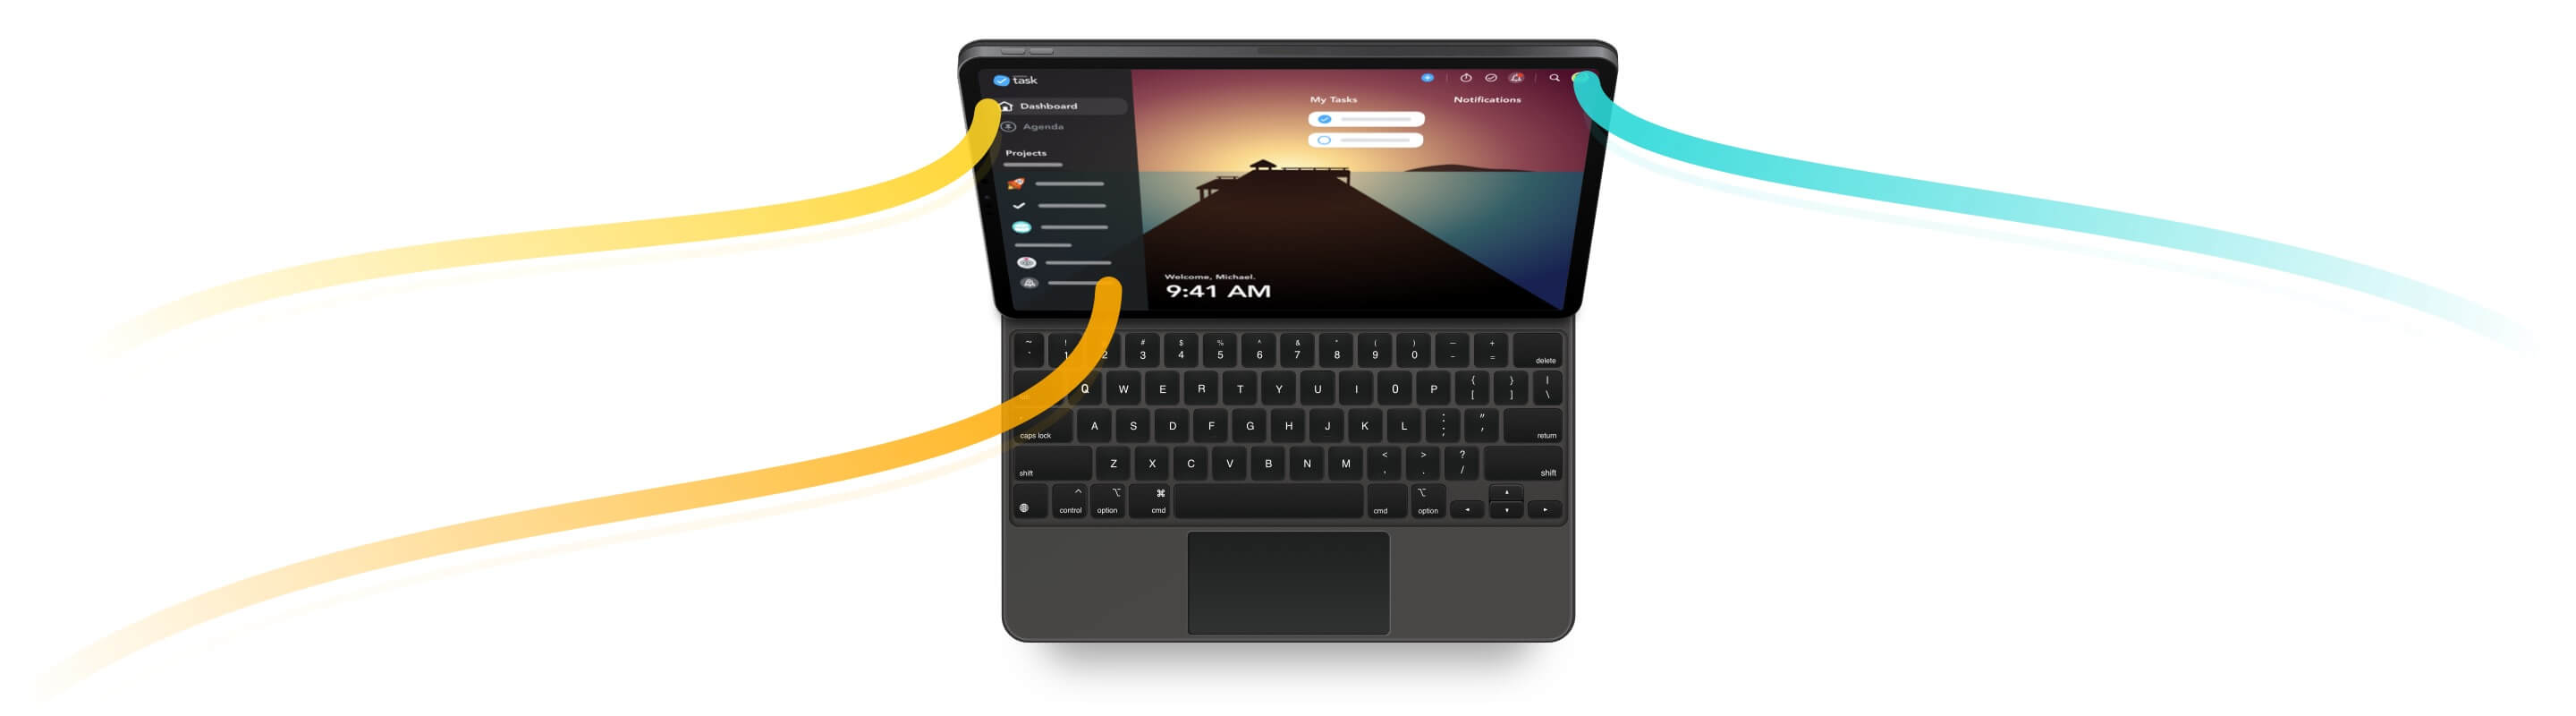 task
Dashboard
Agenda
Projects
My Tasks
Notifications
Welcome, Michael.
9:41 AM
~ ! # $ % ^ & * ( ) — +
` 1 2 3 4 5 6 7 8 9 0 - = delete
Q W E R T Y U I O P { [ } ] | \
caps lock A S D F G H J K L : ; " ' return
shift Z X C V B N M < , > . ? / shift
control option ⌘ cmd cmd option